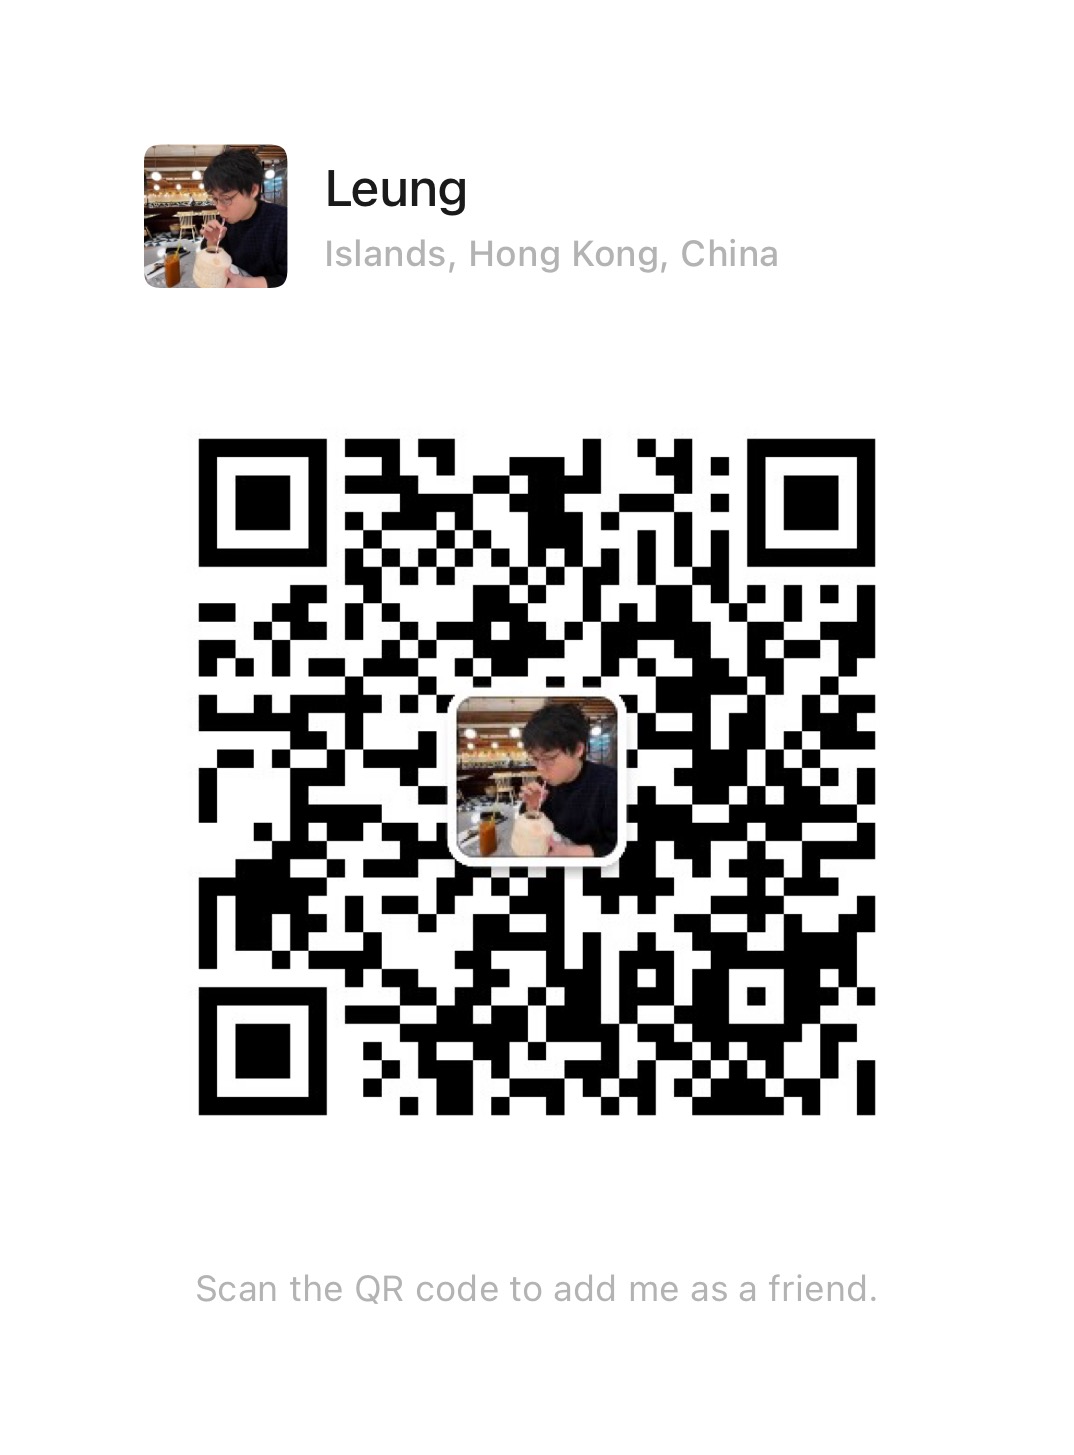 Leung
Islands, Hong Kong, China
Scan the QR code to add me as a friend.